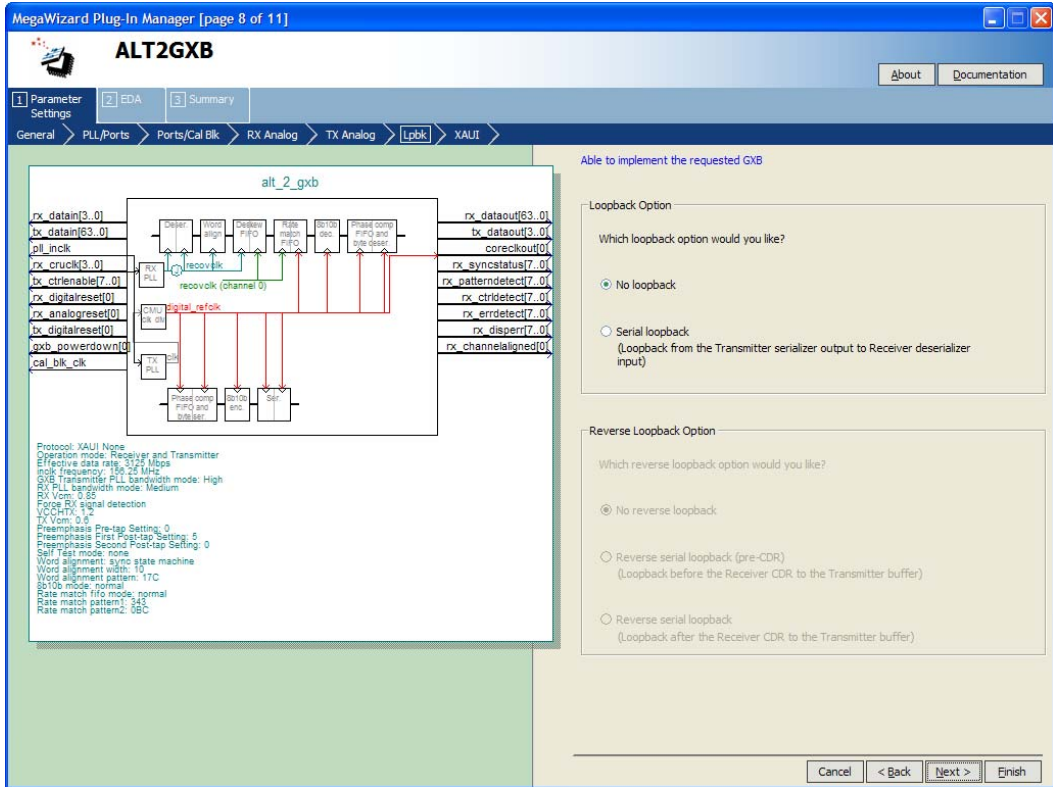 MegaWizard Plug-In Manager [page 8 of 11]
ALT2GXB
About
Documentation
1 Parameter Settings
2 EDA
3 Summary
General
PLL/Ports
Ports/Cal Blk
RX Analog
TX Analog
Lpbk
XAUI
alt_2_gxb
rx_datain[3..0]
tx_datain[63..0]
pll_inclk
rx_cruclk[3..0]
tx_ctrlenable[7..0]
rx_digitalreset[0]
rx_analogreset[0]
tx_digitalreset[0]
gxb_powerdown[0]
cal_blk_clk
Deser.
Word align
Deskew FIFO
Rate match FIFO
8b10b dec.
Phase comp FIFO and byte deser.
RX PLL
recovclk
recovclk (channel 0)
CMU clk div
digital_refclk
TX PLL
clk
Phase comp FIFO and byte ser.
8b10b enc.
Ser.
rx_dataout[63..0]
tx_dataout[3..0]
coreclkout[0]
rx_syncstatus[7..0]
rx_patterndetect[7..0]
rx_ctrldetect[7..0]
rx_errdetect[7..0]
rx_disperr[7..0]
rx_channelaligned[0]
Protocol: XAUI None
Operation mode: Receiver and Transmitter
Effective data rate: 3125 Mbps
inclk frequency: 156.25 MHz
GXB Transmitter PLL bandwidth mode: High
RX PLL bandwidth mode: Medium
RX Vcm: 0.85
Force RX signal detection
VCCHTX: 1.2
TX Vcm: 0.6
Preemphasis Pre-tap Setting: 0
Preemphasis First Post-tap Setting: 5
Preemphasis Second Post-tap Setting: 0
Self Test mode: none
Word alignment: sync state machine
Word alignment width: 10
Word alignment pattern: 17C
8b10b mode: normal
Rate match fifo mode: normal
Rate match pattern1: 343
Rate match pattern2: 0BC
Able to implement the requested GXB
Loopback Option
Which loopback option would you like?
No loopback
Serial loopback
(Loopback from the Transmitter serializer output to Receiver deserializer
input)
Reverse Loopback Option
Which reverse loopback option would you like?
No reverse loopback
Reverse serial loopback (pre-CDR)
(Loopback before the Receiver CDR to the Transmitter buffer)
Reverse serial loopback
(Loopback after the Receiver CDR to the Transmitter buffer)
Cancel
< Back
Next >
Finish